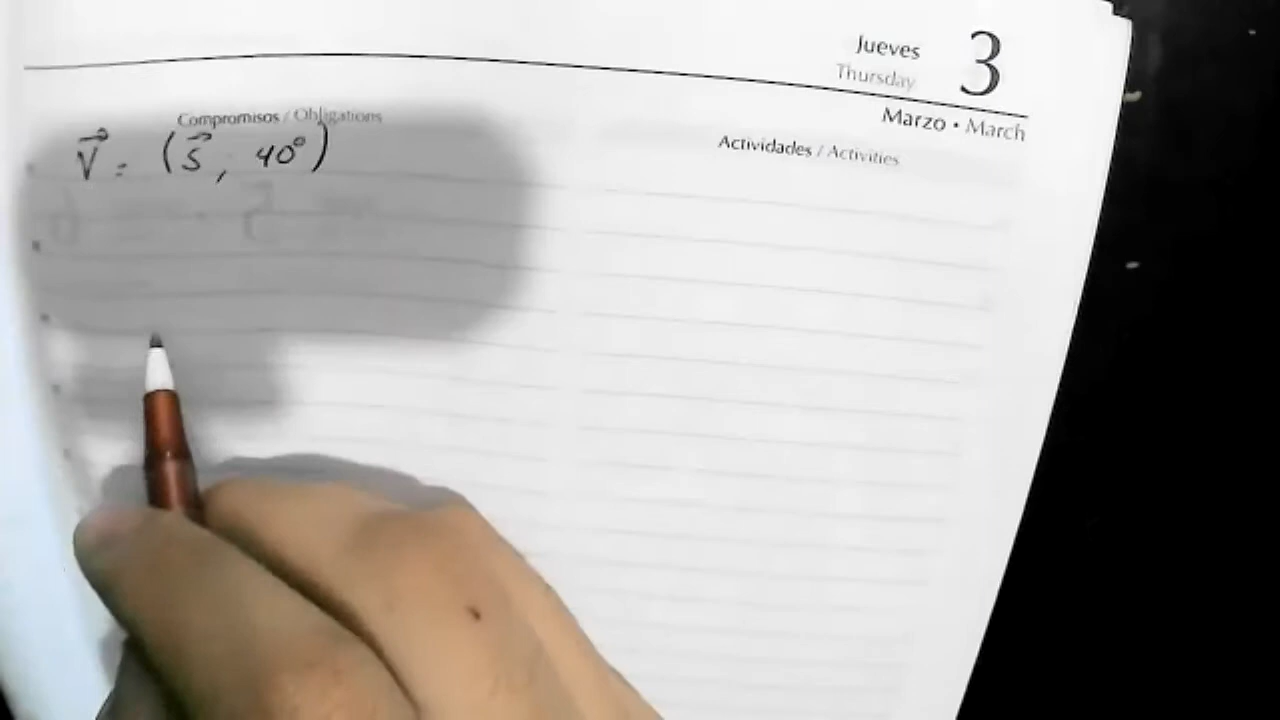 Jueves 3
Thursday
Marzo • March
Compromisos / Obligations
Actividades / Activities
V⃗ = (s⃗, 40°)